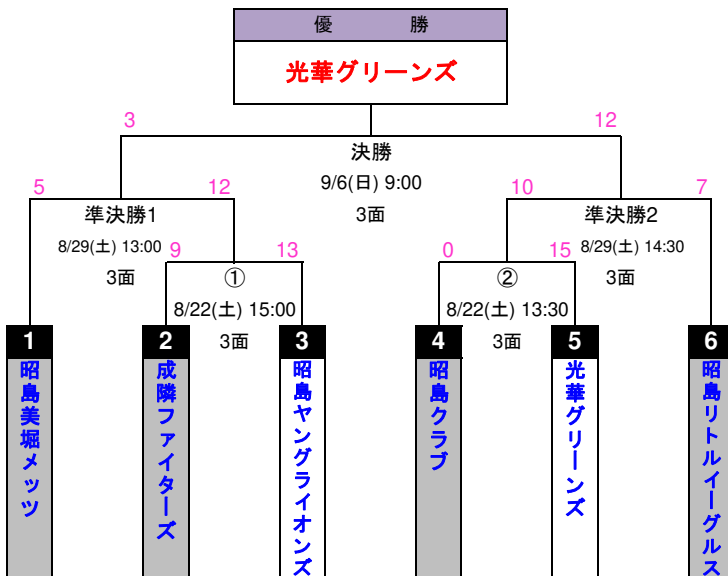 優 勝
光華グリーンズ
3
12
決勝
9/6(日) 9:00
3面
5
12
準決勝1
8/29(土) 13:00
3面
10
7
準決勝2
8/29(土) 14:30
3面
9
13
①
8/22(土) 15:00
3面
0
15
②
8/22(土) 13:30
3面
1
昭島美堀メッツ
2
成隣ファイターズ
3
昭島ヤングライオンズ
4
昭島クラブ
5
光華グリーンズ
6
昭島リトルイーグルス